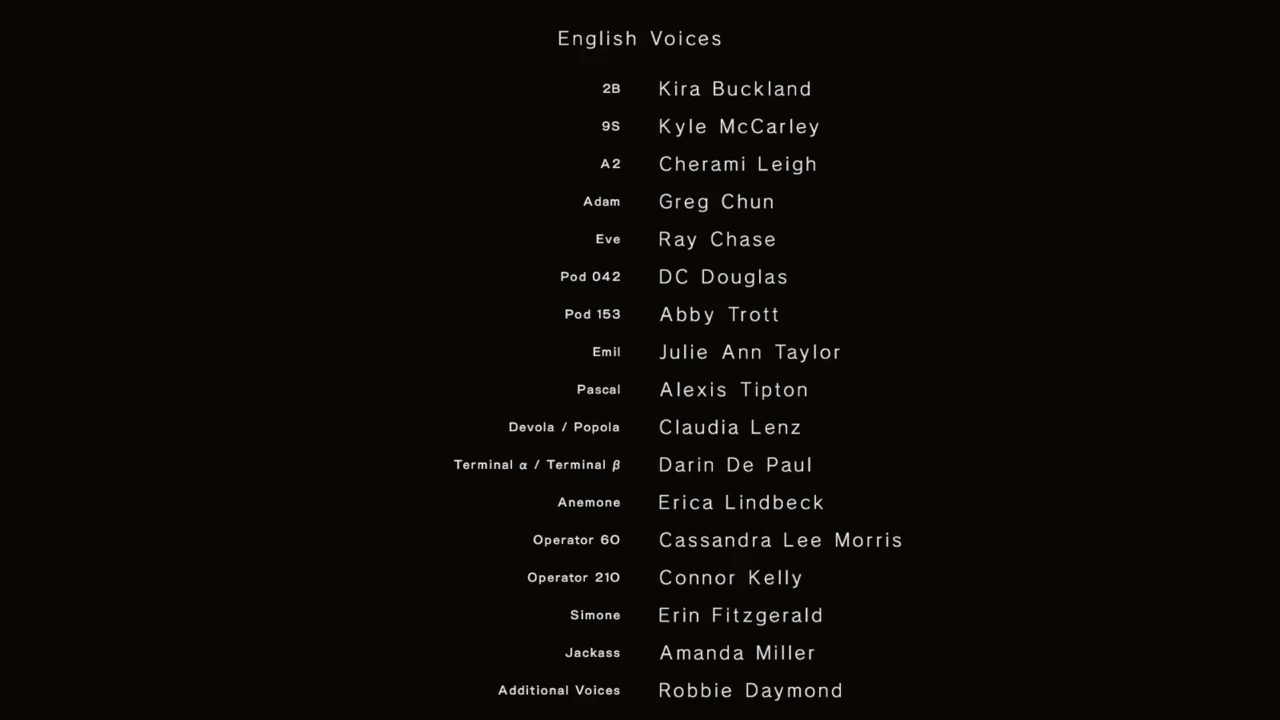 English Voices
2B Kira Buckland
9S Kyle McCarley
A2 Cherami Leigh
Adam Greg Chun
Eve Ray Chase
Pod 042 DC Douglas
Pod 153 Abby Trott
Emil Julie Ann Taylor
Pascal Alexis Tipton
Devola / Popola Claudia Lenz
Terminal α / Terminal β Darin De Paul
Anemone Erica Lindbeck
Operator 6O Cassandra Lee Morris
Operator 21O Connor Kelly
Simone Erin Fitzgerald
Jackass Amanda Miller
Additional Voices Robbie Daymond